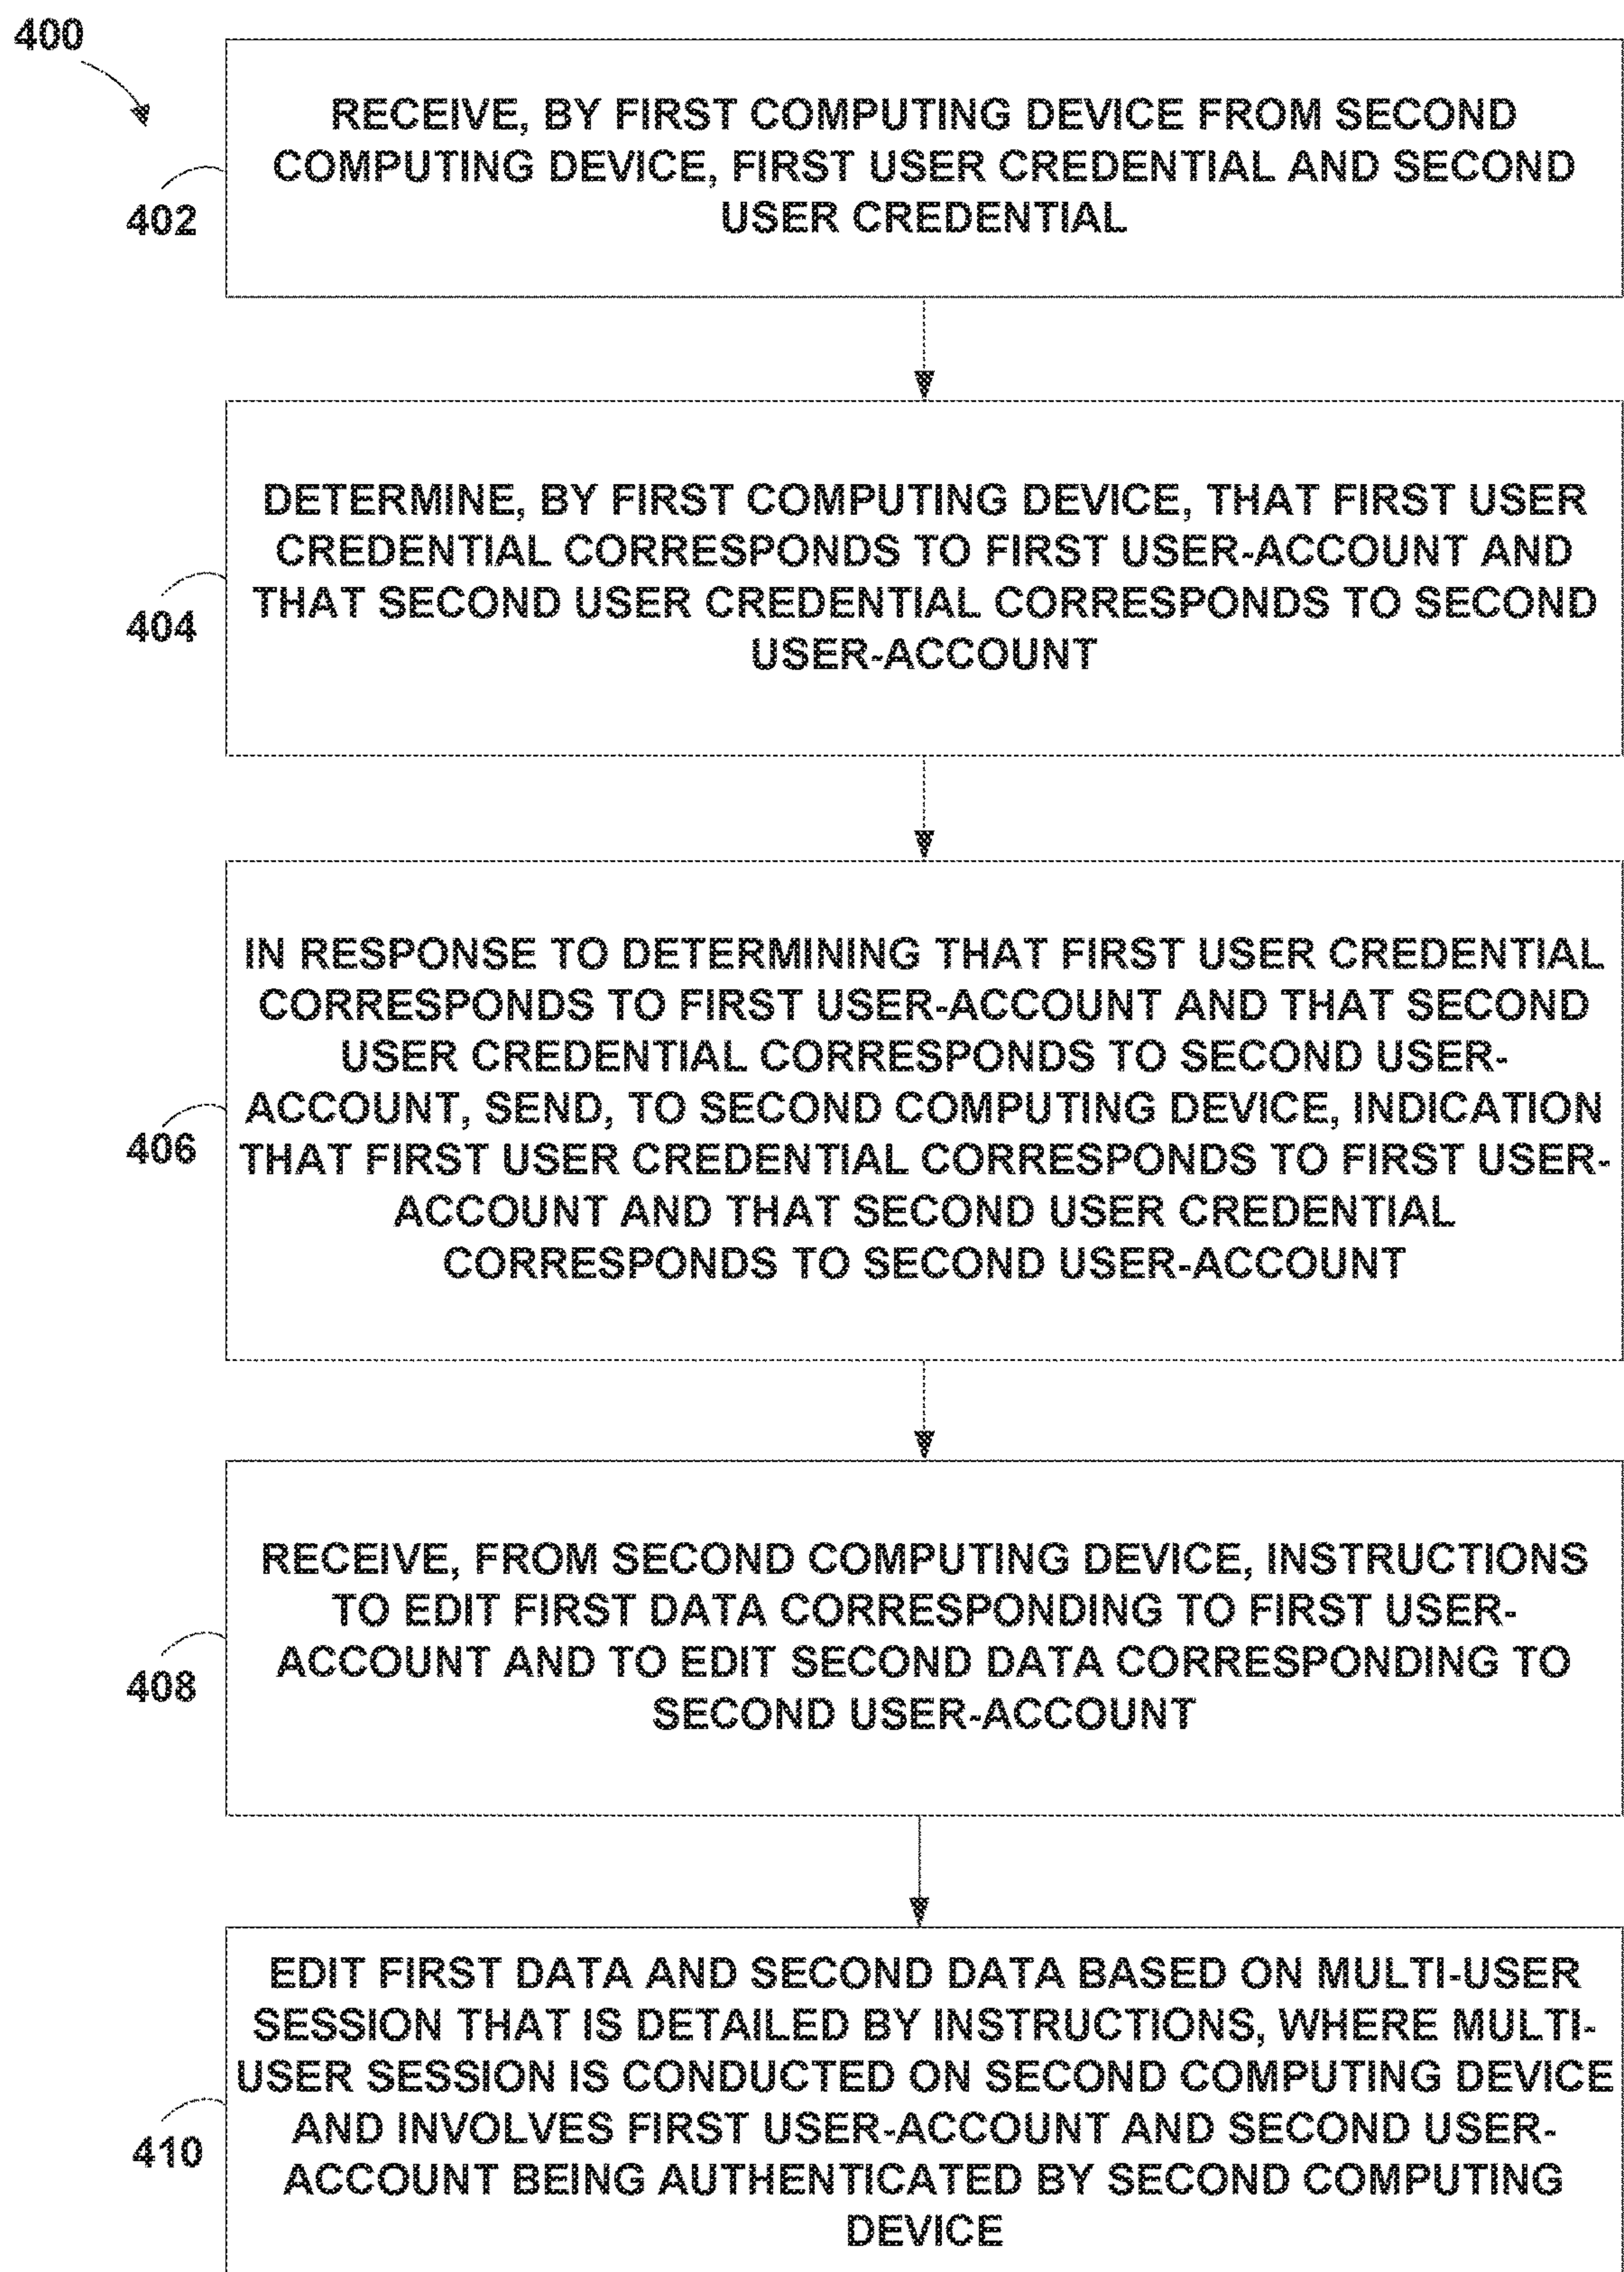 400
RECEIVE, BY FIRST COMPUTING DEVICE FROM SECOND
COMPUTING DEVICE, FIRST USER CREDENTIAL AND SECOND
USER CREDENTIAL
402
DETERMINE, BY FIRST COMPUTING DEVICE, THAT FIRST USER
CREDENTIAL CORRESPONDS TO FIRST USER-ACCOUNT AND
THAT SECOND USER CREDENTIAL CORRESPONDS TO SECOND
USER-ACCOUNT
404
IN RESPONSE TO DETERMINING THAT FIRST USER CREDENTIAL
CORRESPONDS TO FIRST USER-ACCOUNT AND THAT SECOND
USER CREDENTIAL CORRESPONDS TO SECOND USER-
ACCOUNT, SEND, TO SECOND COMPUTING DEVICE, INDICATION
THAT FIRST USER CREDENTIAL CORRESPONDS TO FIRST USER-
ACCOUNT AND THAT SECOND USER CREDENTIAL
CORRESPONDS TO SECOND USER-ACCOUNT
406
RECEIVE, FROM SECOND COMPUTING DEVICE, INSTRUCTIONS
TO EDIT FIRST DATA CORRESPONDING TO FIRST USER-
ACCOUNT AND TO EDIT SECOND DATA CORRESPONDING TO
SECOND USER-ACCOUNT
408
EDIT FIRST DATA AND SECOND DATA BASED ON MULTI-USER
SESSION THAT IS DETAILED BY INSTRUCTIONS, WHERE MULTI-
USER SESSION IS CONDUCTED ON SECOND COMPUTING DEVICE
AND INVOLVES FIRST USER-ACCOUNT AND SECOND USER-
ACCOUNT BEING AUTHENTICATED BY SECOND COMPUTING
DEVICE
410